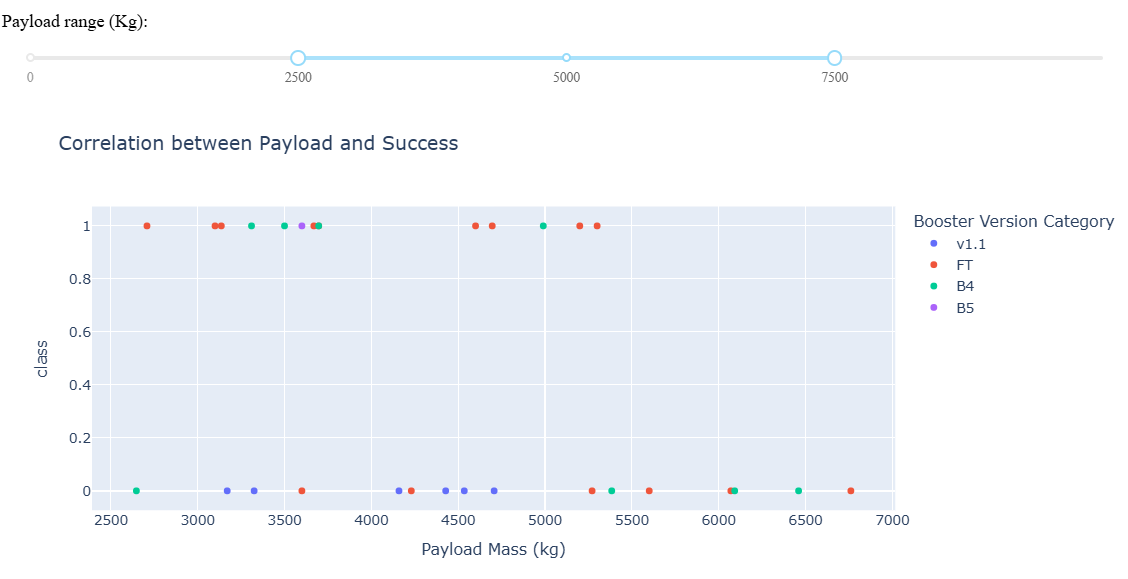 Payload range (Kg):
0 2500 5000 7500
Correlation between Payload and Success
Booster Version Category
v1.1
FT
B4
B5
class
1
0.8
0.6
0.4
0.2
0
2500 3000 3500 4000 4500 5000 5500 6000 6500 7000
Payload Mass (kg)